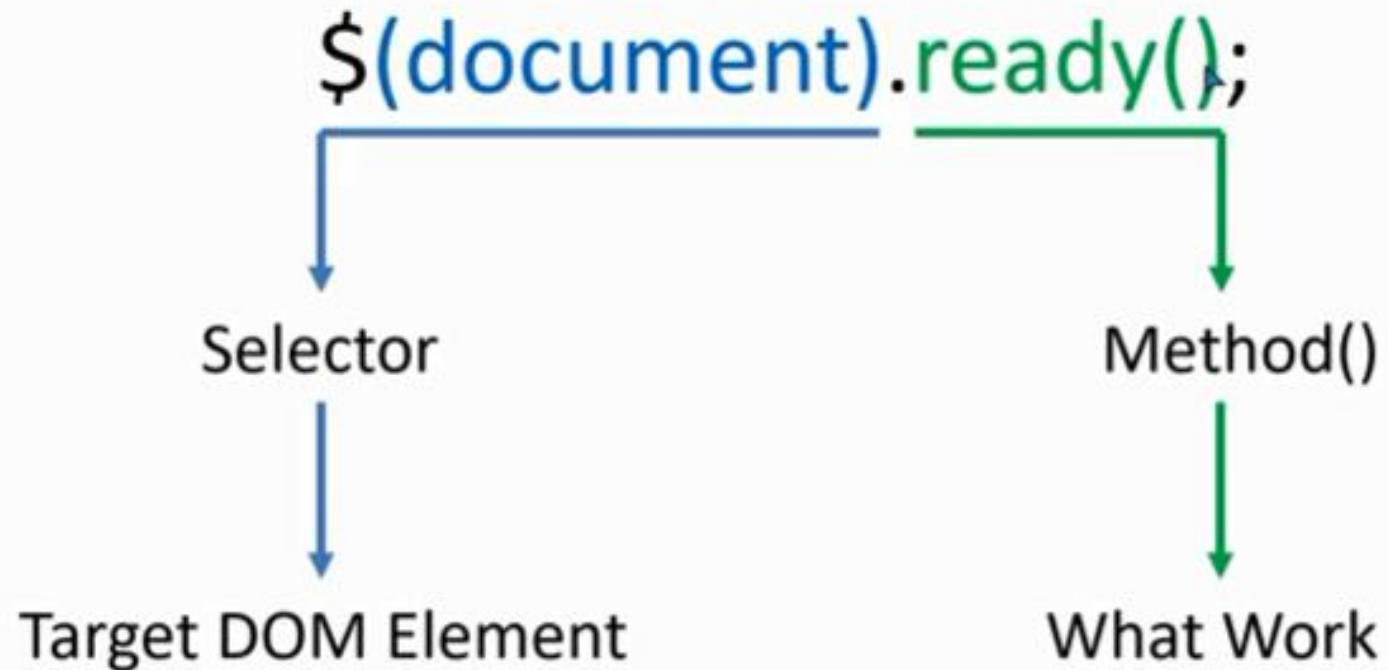 $(document).ready();
Selector
Method()
Target DOM Element
What Work